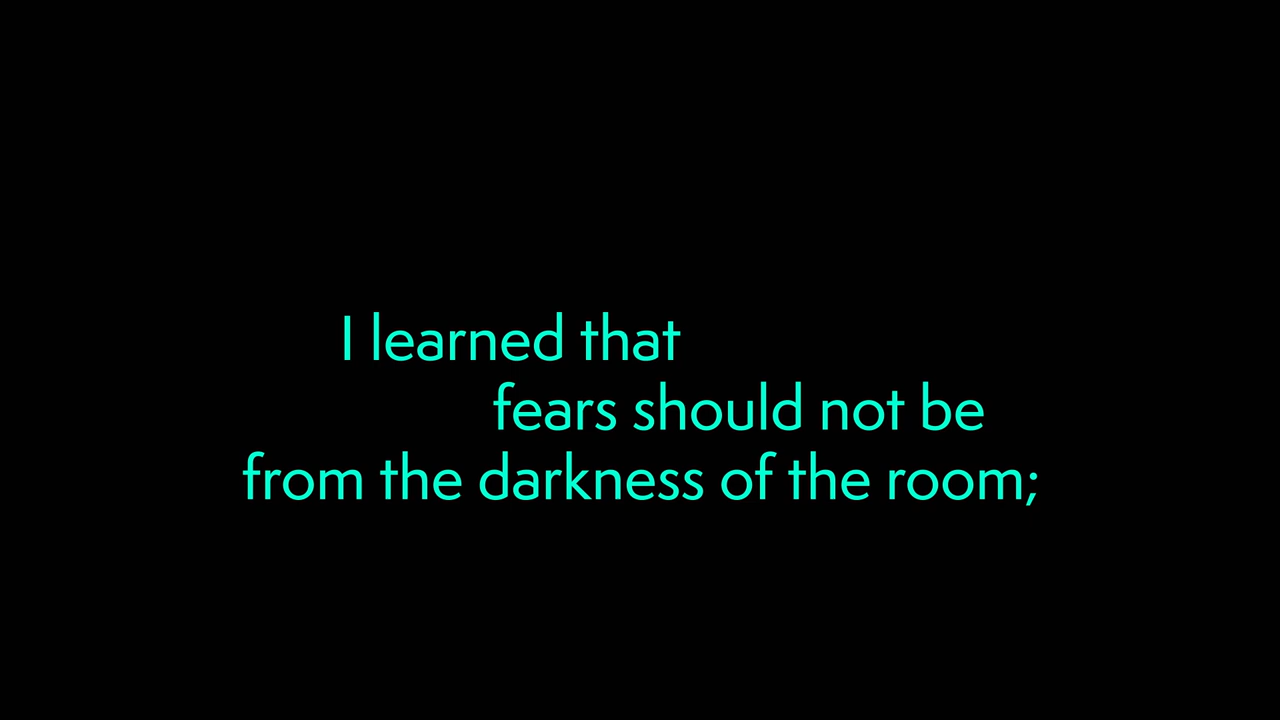 I learned that
fears should not be
from the darkness of the room;